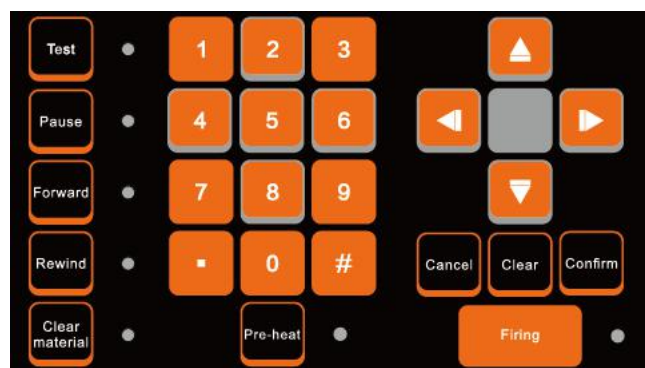 Test
1
2
3
Pause
4
5
6
Forward
7
8
9
Rewind
.
0
#
Cancel
Clear
Confirm
Clear
material
Pre-heat
Firing